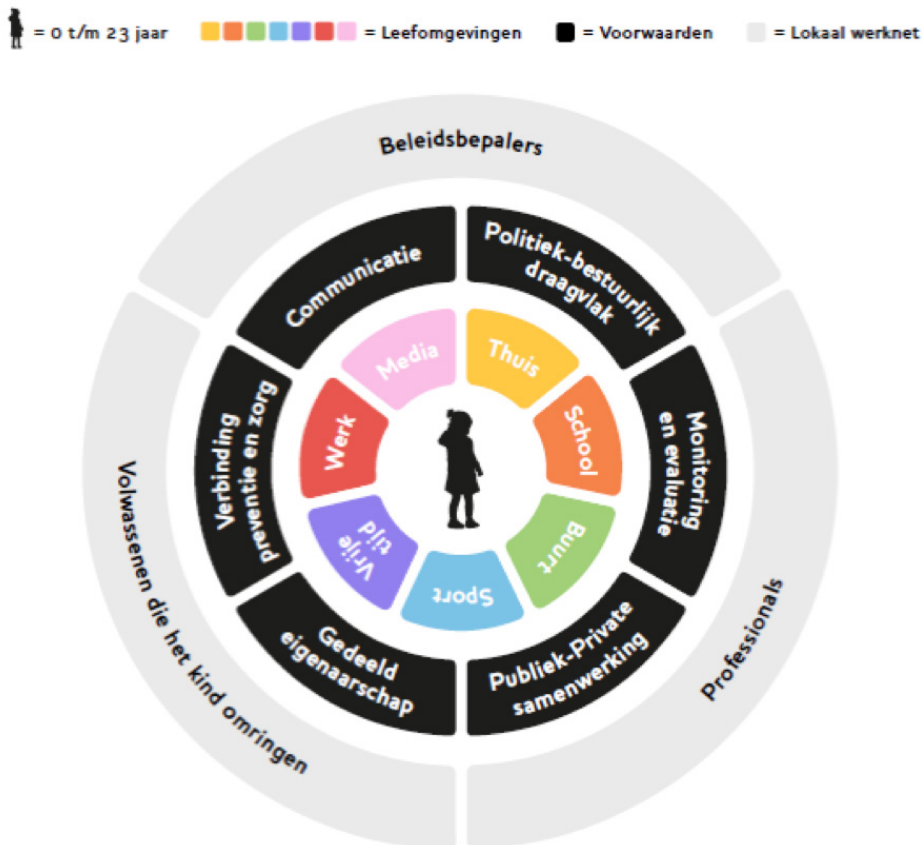 = 0 t/m 23 jaar
= Leefomgevingen
= Voorwaarden
= Lokaal werknet
Beleidsbepalers
Communicatie
Politiek-bestuurlijk
draagvlak
Media
Thuis
Verbinding
preventie en zorg
Werk
School
Monitoring
en evaluatie
Vrije
tijd
Sport
Buurt
Volwassenen die het kind omringen
Gedeeld
eigenaarschap
Publiek-Private
samenwerking
Professionals